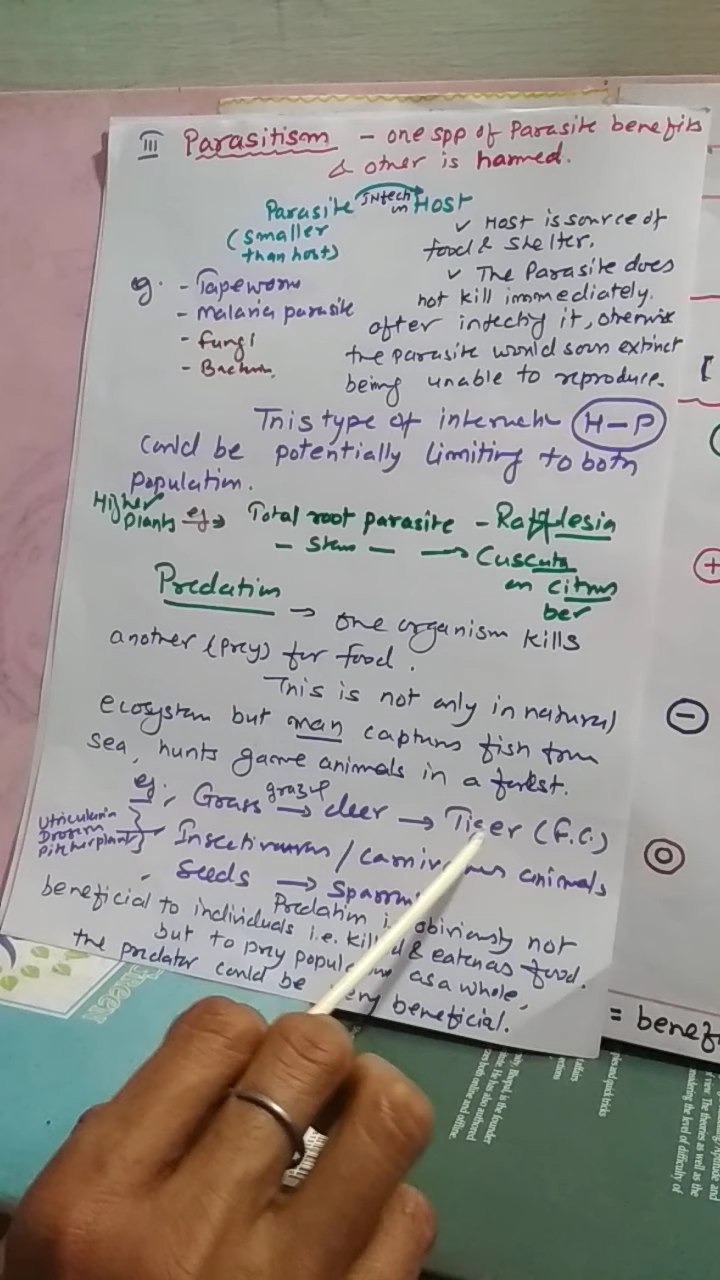 III Parasitism - one spp of Parasite benefits
& other is harmed.
Parasite infech in Host
(smaller
than host)
✓ Host is source of
food & shelter.
✓ The Parasite does
not kill immediately.
after infectig it, otherwise
the parasite would soon extinct
being unable to reproduce.
eg. - Tapeworm
- malaria parasite
- Fungi
- Bacteria
This type of interaction H-P
could be potentially limiting to both
population.
Higher Plants eg → Total root parasite - Rafflesia
- Stem - → Cuscuta
on citrus
ber
Predation → one organism kills
another (prey) for food.
This is not only in natural
ecosystem but man captures fish from
sea, hunts game animals in a forest.
eg: Grass → deer → Tiger (F.C.)
Utricularia
Drosera
Pitcher plant
Insectivorous / carnivorous animals
Seeds → Sparrow
Predation is obviously not
beneficial to individuals i.e. killed & eaten as food.
but to prey population as a whole,
the predator could be very beneficial.
= benef